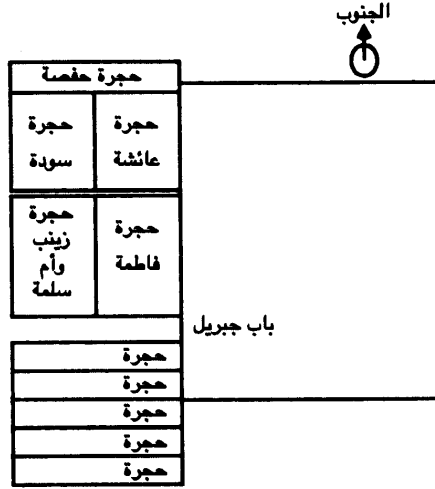 الجنوب
حجرة حفصة
حجرة
عائشة
حجرة
سودة
حجرة
فاطمة
حجرة
زينب
وأم
سلمة
باب جبريل
حجرة
حجرة
حجرة
حجرة
حجرة